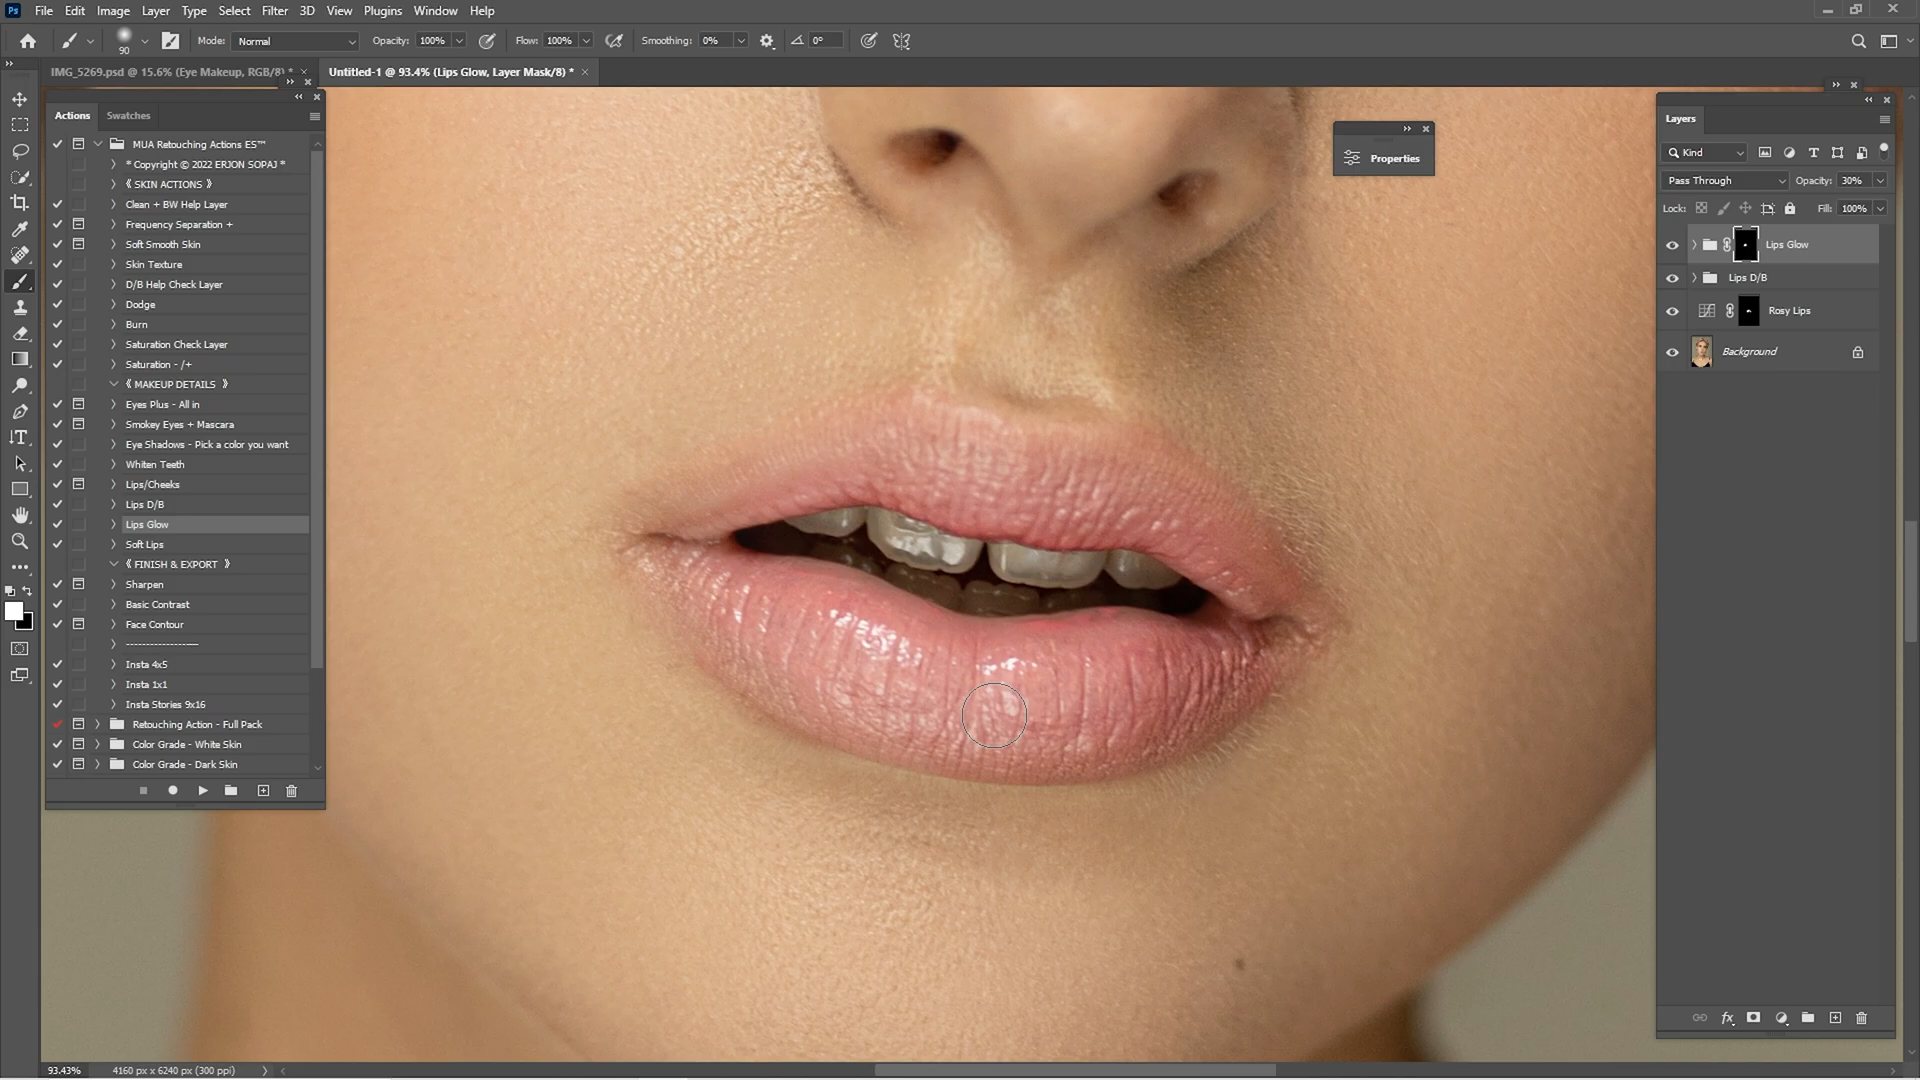 Ps File Edit Image Layer Type Select Filter 3D View Plugins Window Help
90 Mode: Normal Opacity: 100% Flow: 100% Smoothing: 0% 0°
IMG_5269.psd @ 15.6% (Eye Makeup, RGB/8) * × Untitled-1 @ 93.4% (Lips Glow, Layer Mask/8) * ×
Actions Swatches
MUA Retouching Actions ES™
* Copyright © 2022 ERJON SOPAJ *
《 SKIN ACTIONS 》
Clean + BW Help Layer
Frequency Separation +
Soft Smooth Skin
Skin Texture
D/B Help Check Layer
Dodge
Burn
Saturation Check Layer
Saturation - /+
《 MAKEUP DETAILS 》
Eyes Plus - All in
Smokey Eyes + Mascara
Eye Shadows - Pick a color you want
Whiten Teeth
Lips/Cheeks
Lips D/B
Lips Glow
Soft Lips
《 FINISH & EXPORT 》
Sharpen
Basic Contrast
Face Contour
-------------------
Insta 4x5
Insta 1x1
Insta Stories 9x16
Retouching Action - Full Pack
Color Grade - White Skin
Color Grade - Dark Skin
Properties
Layers
Kind
Pass Through Opacity: 30%
Lock: Fill: 100%
Lips Glow
Lips D/B
Rosy Lips
Background
fx
93.43% 4160 px x 6240 px (300 ppi)